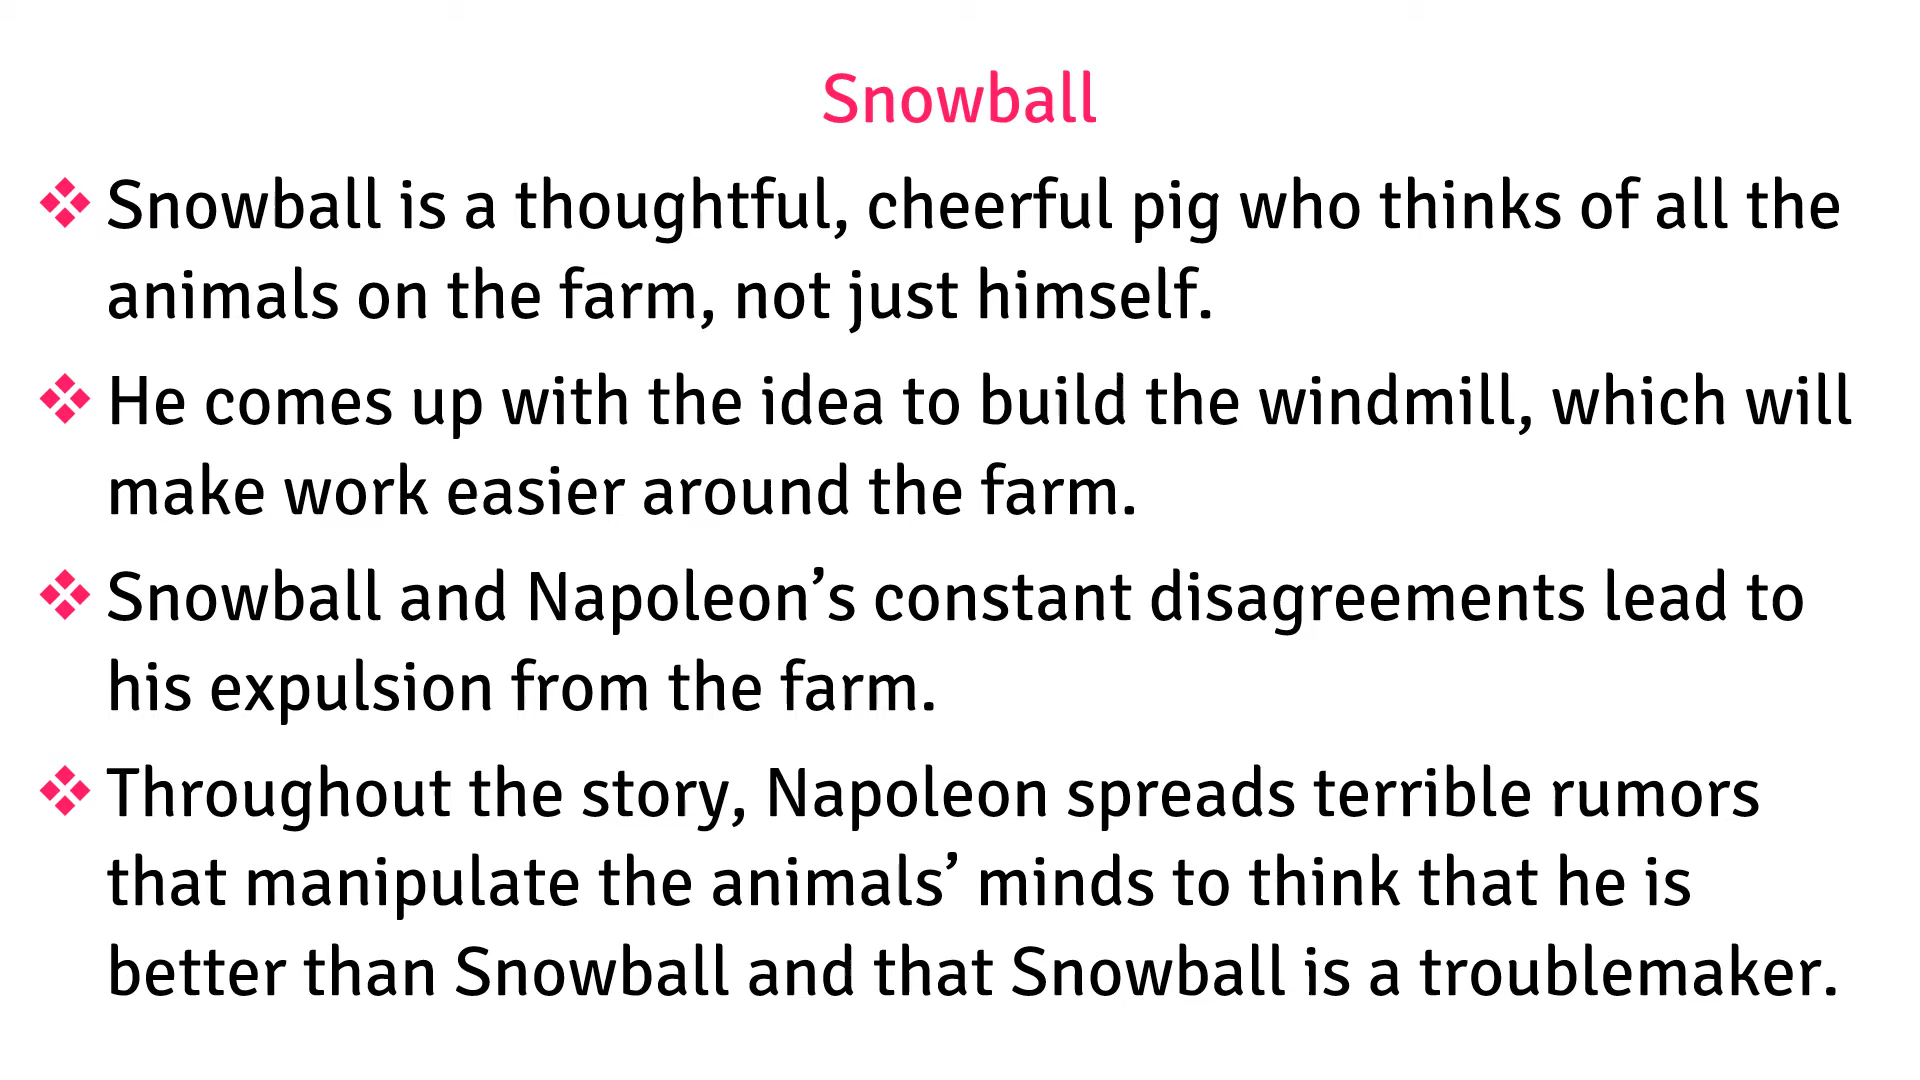 Snowball
❖ Snowball is a thoughtful, cheerful pig who thinks of all the
animals on the farm, not just himself.
❖ He comes up with the idea to build the windmill, which will
make work easier around the farm.
❖ Snowball and Napoleon’s constant disagreements lead to
his expulsion from the farm.
❖ Throughout the story, Napoleon spreads terrible rumors
that manipulate the animals’ minds to think that he is
better than Snowball and that Snowball is a troublemaker.